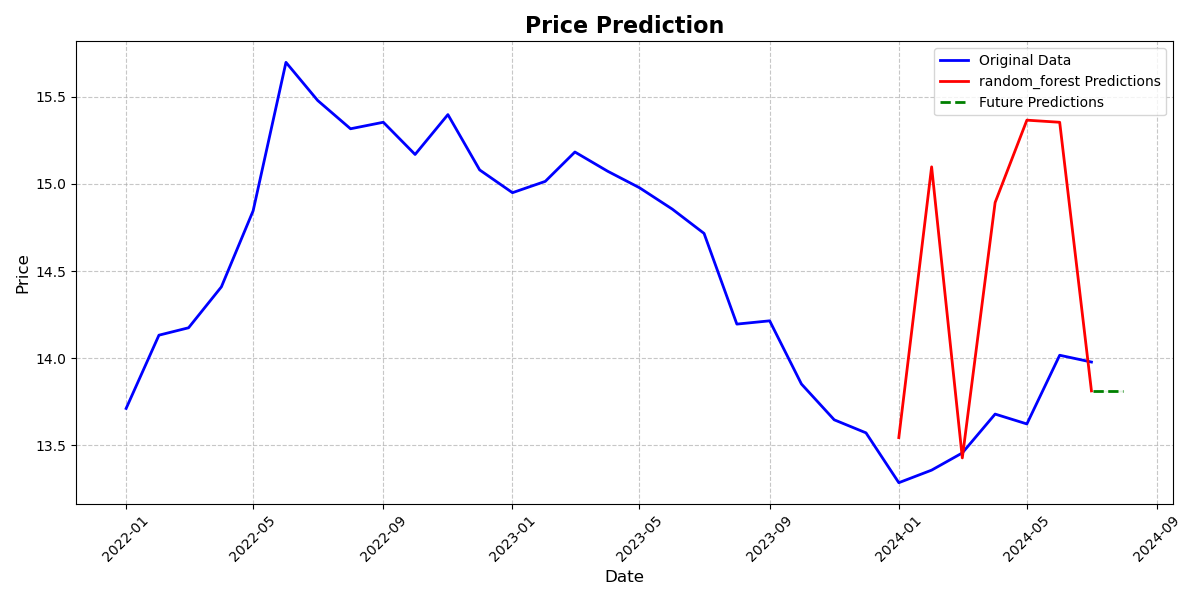 Price Prediction
Original Data
random_forest Predictions
Future Predictions
Price
15.5
15.0
14.5
14.0
13.5
2022-01
2022-05
2022-09
2023-01
2023-05
2023-09
2024-01
2024-05
2024-09
Date